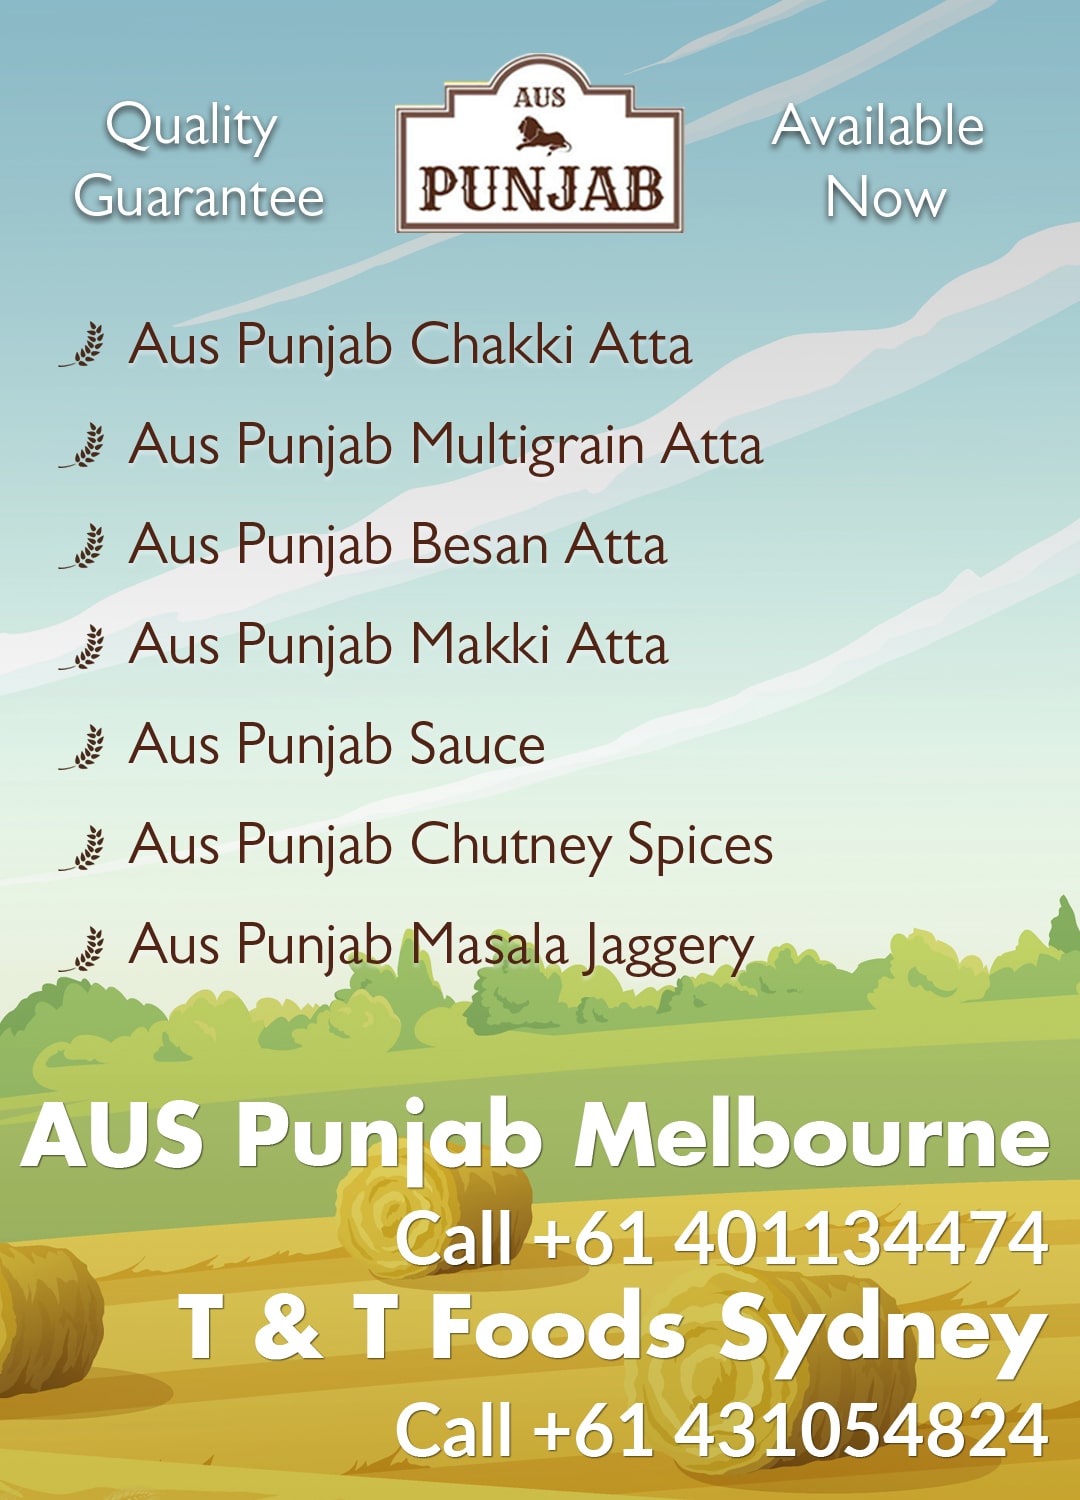 Quality
Guarantee
AUS
PUNJAB
Available
Now
Aus Punjab Chakki Atta
Aus Punjab Multigrain Atta
Aus Punjab Besan Atta
Aus Punjab Makki Atta
Aus Punjab Sauce
Aus Punjab Chutney Spices
Aus Punjab Masala Jaggery
AUS Punjab Melbourne
Call +61 401134474
T & T Foods Sydney
Call +61 431054824